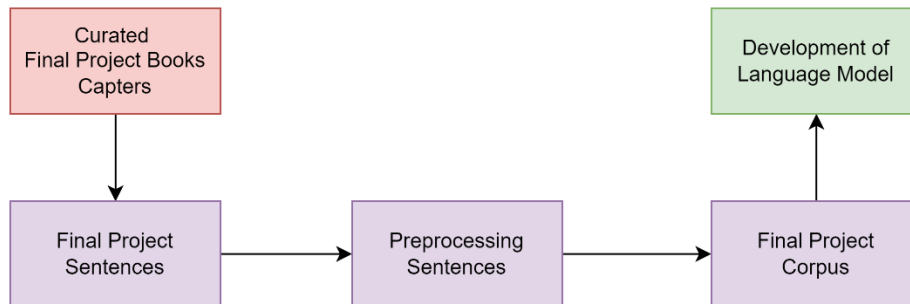 Curated
Final Project Books
Capters
Development of
Language Model
Final Project
Sentences
Preprocessing
Sentences
Final Project
Corpus